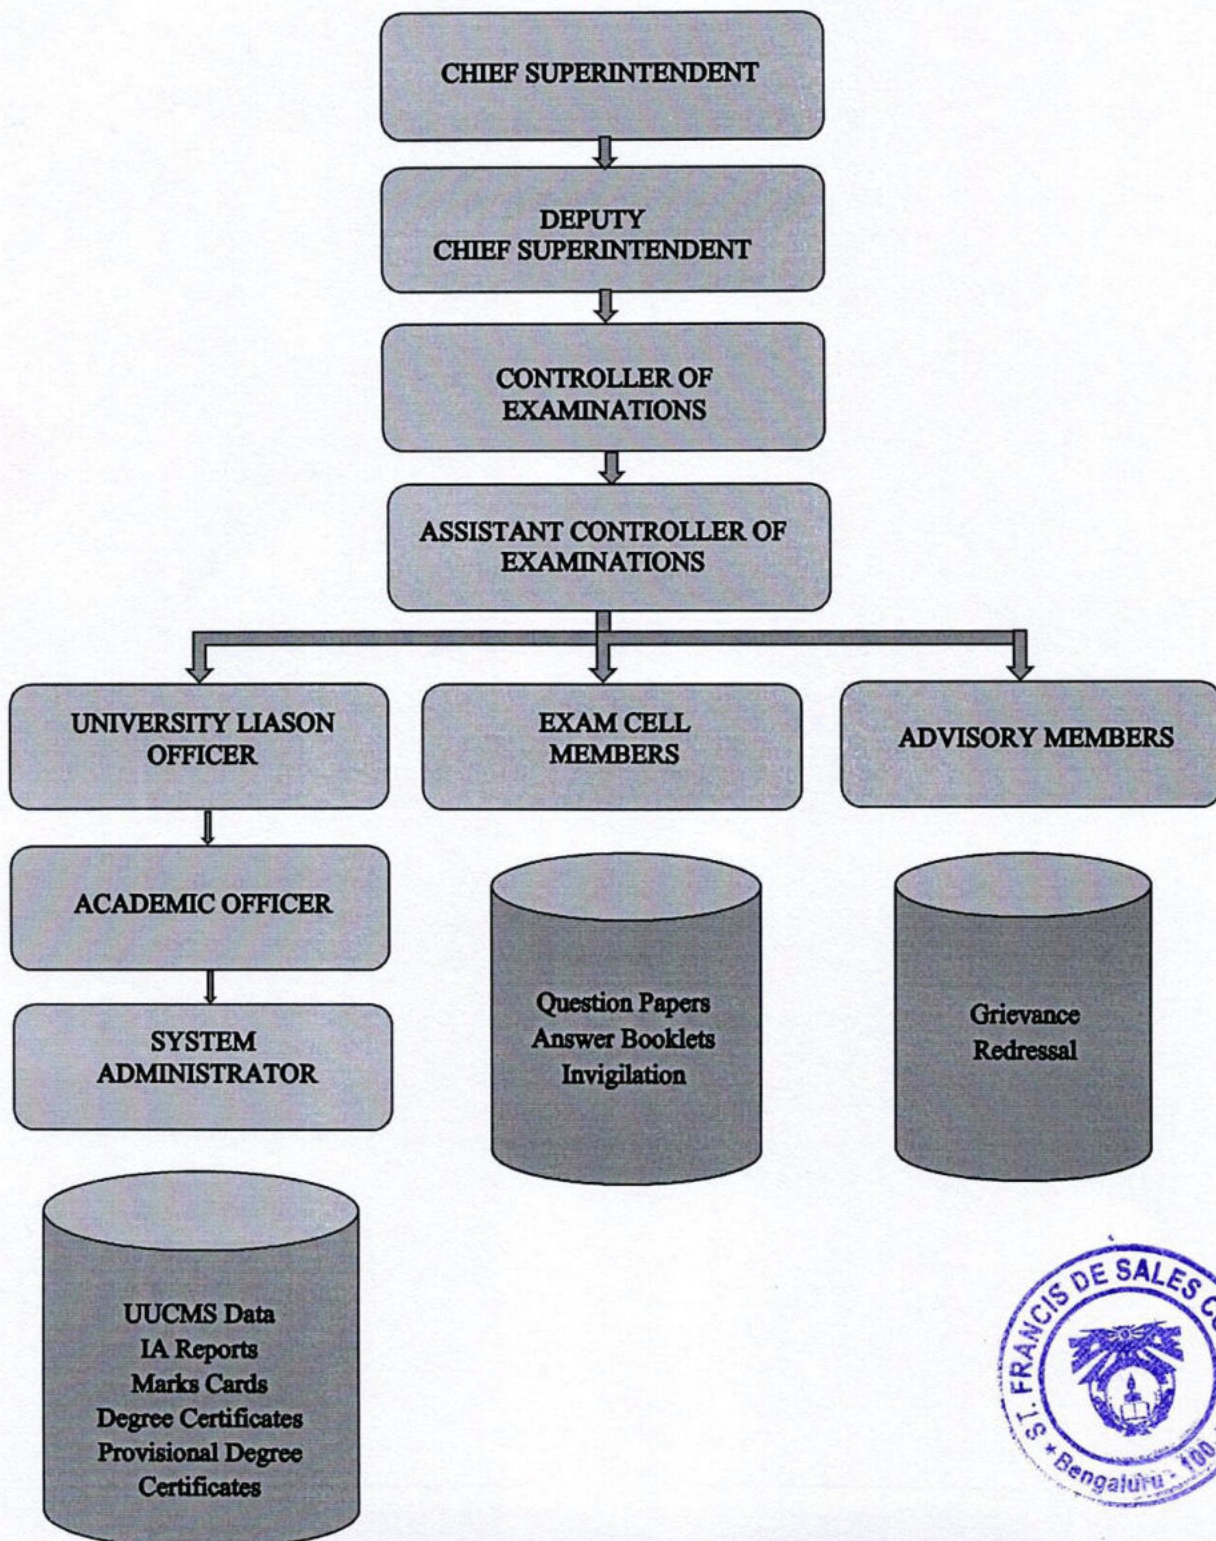 CHIEF SUPERINTENDENT
DEPUTY
CHIEF SUPERINTENDENT
CONTROLLER OF
EXAMINATIONS
ASSISTANT CONTROLLER OF
EXAMINATIONS
UNIVERSITY LIASON
OFFICER
EXAM CELL
MEMBERS
ADVISORY MEMBERS
ACADEMIC OFFICER
SYSTEM
ADMINISTRATOR
Question Papers
Answer Booklets
Invigilation
Grievance
Redressal
UUCMS Data
IA Reports
Marks Cards
Degree Certificates
Provisional Degree
Certificates
ST. FRANCIS DE SALES CO
Bengaluru - 100